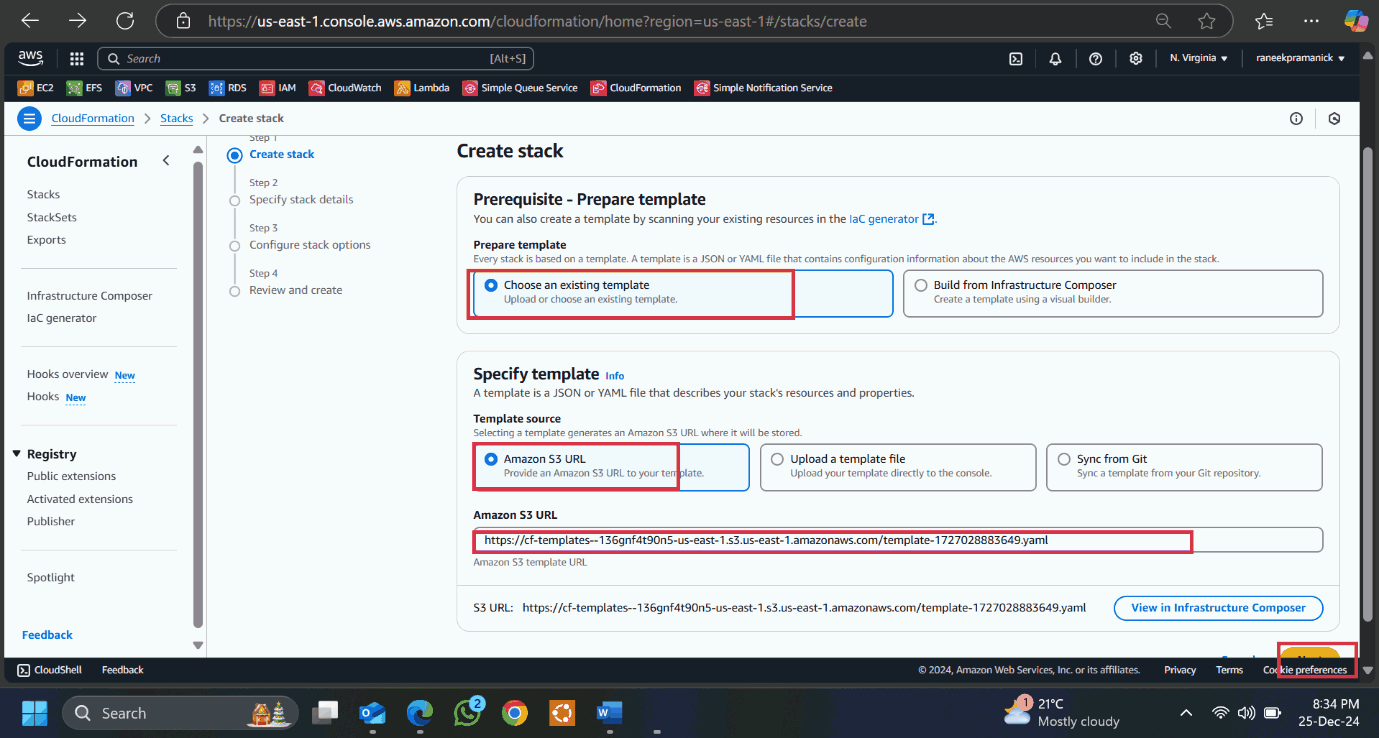 https://us-east-1.console.aws.amazon.com/cloudformation/home?region=us-east-1#/stacks/create
aws
Search
[Alt+S]
N. Virginia
raneekpramanick
EC2
EFS
VPC
S3
RDS
IAM
CloudWatch
Lambda
Simple Queue Service
CloudFormation
Simple Notification Service
CloudFormation
Stacks
Create stack
CloudFormation
Stacks
StackSets
Exports
Infrastructure Composer
IaC generator
Hooks overview New
Hooks New
Registry
Public extensions
Activated extensions
Publisher
Spotlight
Feedback
Step 1
Create stack
Step 2
Specify stack details
Step 3
Configure stack options
Step 4
Review and create
Create stack
Prerequisite - Prepare template
You can also create a template by scanning your existing resources in the IaC generator.
Prepare template
Every stack is based on a template. A template is a JSON or YAML file that contains configuration information about the AWS resources you want to include in the stack.
Choose an existing template
Upload or choose an existing template.
Build from Infrastructure Composer
Create a template using a visual builder.
Specify template Info
A template is a JSON or YAML file that describes your stack's resources and properties.
Template source
Selecting a template generates an Amazon S3 URL where it will be stored.
Amazon S3 URL
Provide an Amazon S3 URL to your template.
Upload a template file
Upload your template directly to the console.
Sync from Git
Sync a template from your Git repository.
Amazon S3 URL
https://cf-templates--136gnf4t90n5-us-east-1.s3.us-east-1.amazonaws.com/template-1727028883649.yaml
Amazon S3 template URL
S3 URL: https://cf-templates--136gnf4t90n5-us-east-1.s3.us-east-1.amazonaws.com/template-1727028883649.yaml
View in Infrastructure Composer
CloudShell
Feedback
© 2024, Amazon Web Services, Inc. or its affiliates.
Privacy
Terms
Cookie preferences
Search
2
1
21°C
Mostly cloudy
8:34 PM
25-Dec-24